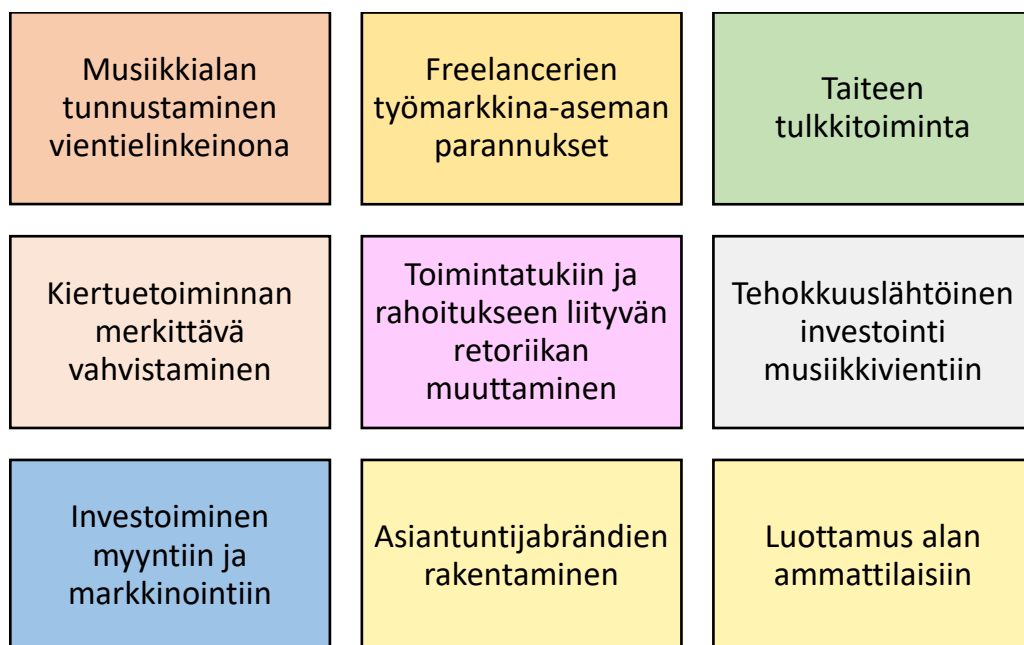 Musiikkialan
tunnustaminen
vientielinkeinona
Freelancerien
työmarkkina-aseman
parannukset
Taiteen
tulkkitoiminta
Kiertuetoiminnan
merkittävä
vahvistaminen
Toimintatukiin ja
rahoitukseen liityvän
retoriikan
muuttaminen
Tehokkuuslähtöinen
investointi
musiikkivientiin
Investoiminen
myyntiin ja
markkinointiin
Asiantuntijabrändien
rakentaminen
Luottamus alan
ammattilaisiin